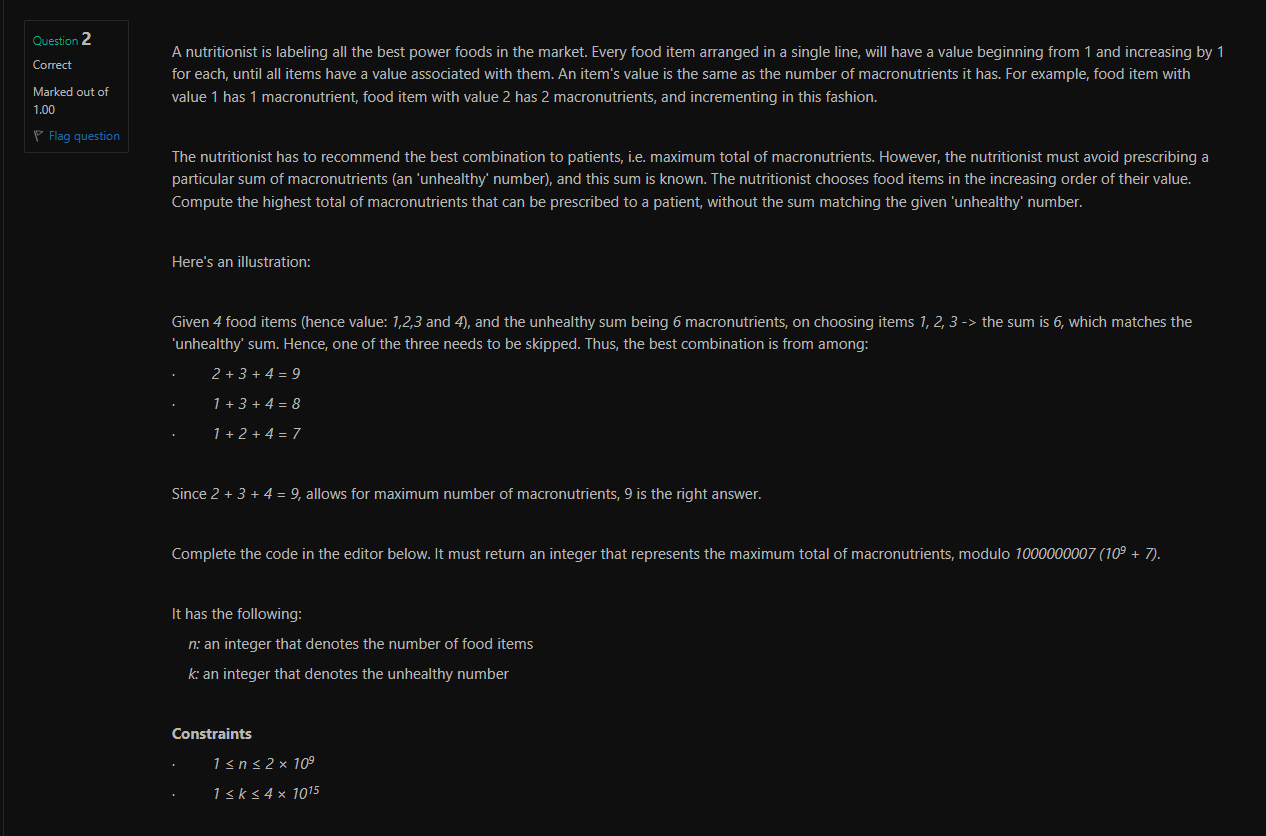 Question 2
Correct
Marked out of
1.00
Flag question
A nutritionist is labeling all the best power foods in the market. Every food item arranged in a single line, will have a value beginning from 1 and increasing by 1
for each, until all items have a value associated with them. An item's value is the same as the number of macronutrients it has. For example, food item with
value 1 has 1 macronutrient, food item with value 2 has 2 macronutrients, and incrementing in this fashion.
The nutritionist has to recommend the best combination to patients, i.e. maximum total of macronutrients. However, the nutritionist must avoid prescribing a
particular sum of macronutrients (an 'unhealthy' number), and this sum is known. The nutritionist chooses food items in the increasing order of their value.
Compute the highest total of macronutrients that can be prescribed to a patient, without the sum matching the given 'unhealthy' number.
Here's an illustration:
Given 4 food items (hence value: 1,2,3 and 4), and the unhealthy sum being 6 macronutrients, on choosing items 1, 2, 3 -> the sum is 6, which matches the
'unhealthy' sum. Hence, one of the three needs to be skipped. Thus, the best combination is from among:
· 2 + 3 + 4 = 9
· 1 + 3 + 4 = 8
· 1 + 2 + 4 = 7
Since 2 + 3 + 4 = 9, allows for maximum number of macronutrients, 9 is the right answer.
Complete the code in the editor below. It must return an integer that represents the maximum total of macronutrients, modulo 1000000007 (10⁹ + 7).
It has the following:
n: an integer that denotes the number of food items
k: an integer that denotes the unhealthy number
Constraints
· 1 ≤ n ≤ 2 × 10⁹
· 1 ≤ k ≤ 4 × 10¹⁵